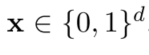 𝐱 ∈ {0, 1}ᵈ.